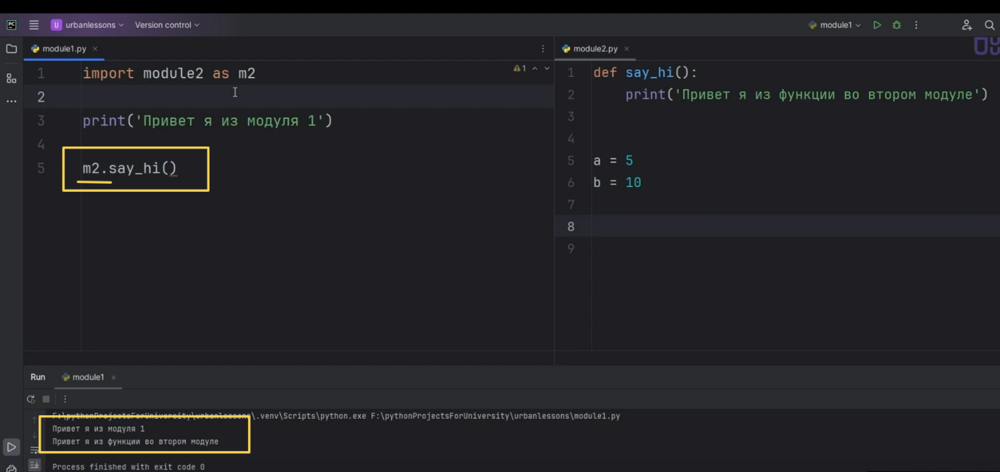 PC U urbanlessons Version control module1
module1.py
1 import module2 as m2
2
3 print('Привет я из модуля 1')
4
5 m2.say_hi()
1
module2.py
1 def say_hi():
2 print('Привет я из функции во втором модуле')
3
4
5 a = 5
6 b = 10
7
8
9
Run module1
F:\pythonProjectsForUniversity\urbanlessons\.venv\Scripts\python.exe F:\pythonProjectsForUniversity\urbanlessons\module1.py
Привет я из модуля 1
Привет я из функции во втором модуле
Process finished with exit code 0